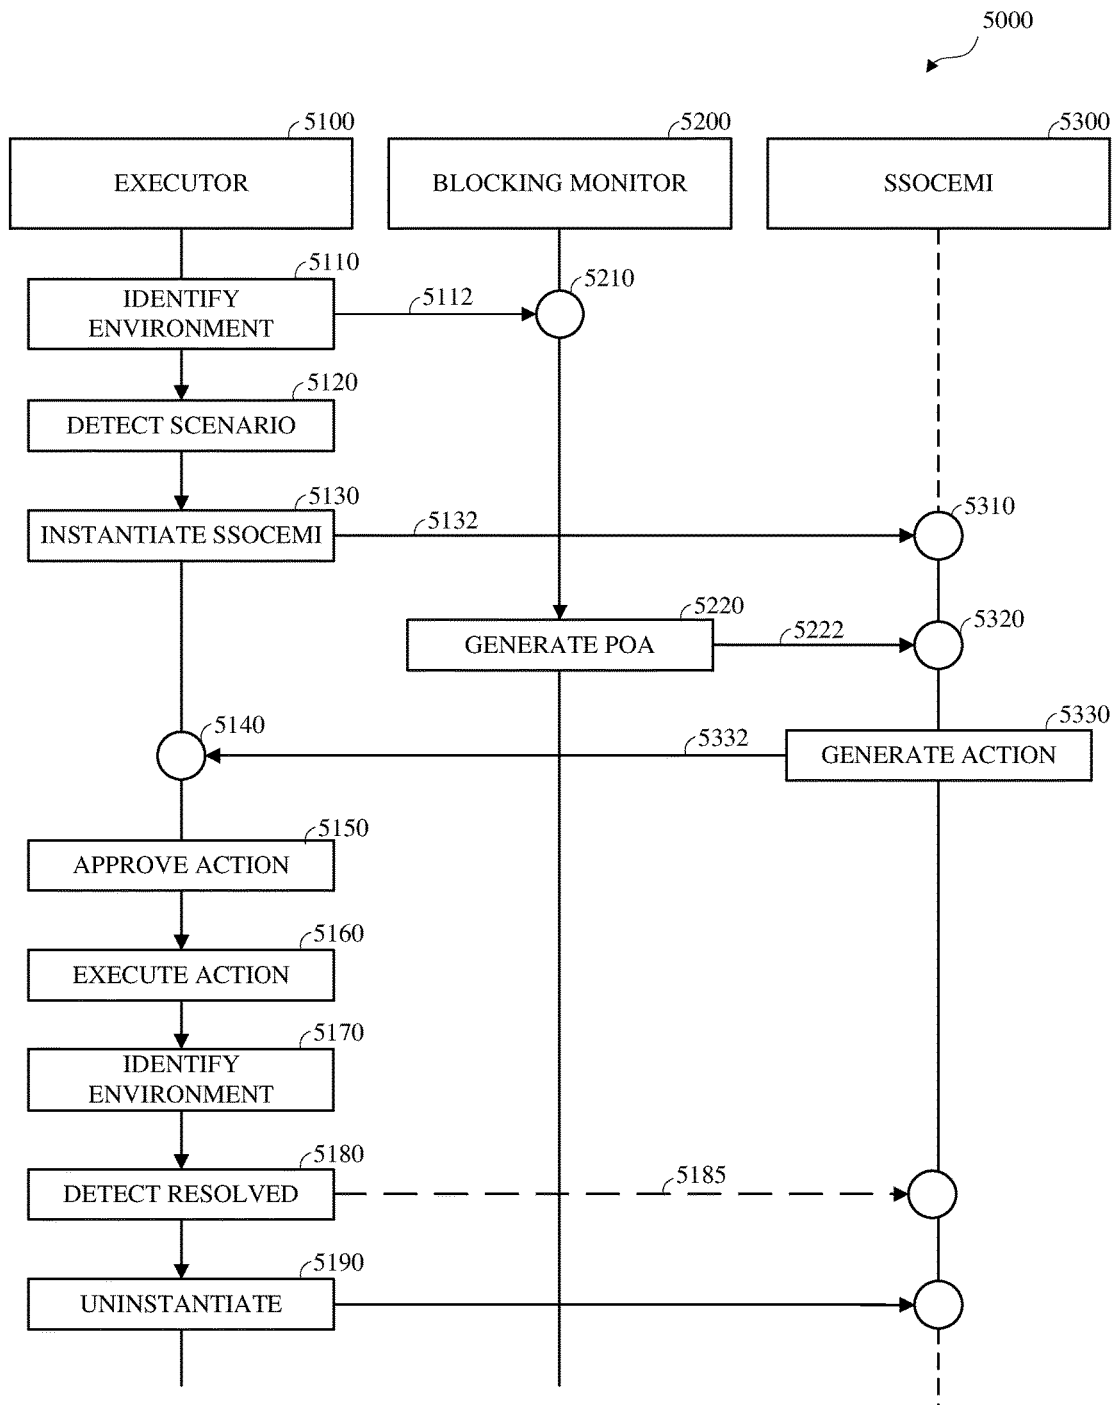 5000
5100
5200
5300
EXECUTOR
BLOCKING MONITOR
SSOCEMI
5110
IDENTIFY
ENVIRONMENT
5112
5210
5120
DETECT SCENARIO
5130
INSTANTIATE SSOCEMI
5132
5310
5220
GENERATE POA
5222
5320
5140
5332
5330
GENERATE ACTION
5150
APPROVE ACTION
5160
EXECUTE ACTION
5170
IDENTIFY
ENVIRONMENT
5180
DETECT RESOLVED
5185
5190
UNINSTANTIATE